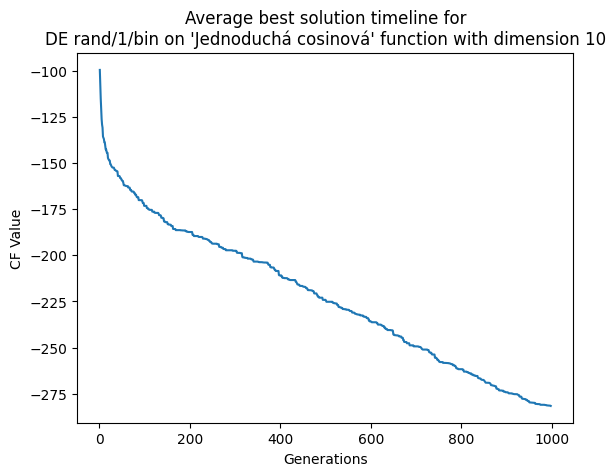 Average best solution timeline for
DE rand/1/bin on 'Jednoduchá cosinová' function with dimension 10
−100
−125
−150
−175
−200
−225
−250
−275
CF Value
0 200 400 600 800 1000
Generations